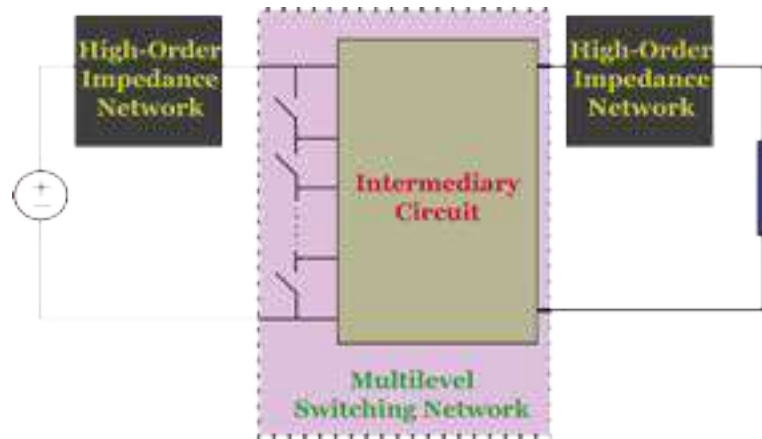 High-Order
Impedance
Network
High-Order
Impedance
Network
Intermediary
Circuit
Multilevel
Switching Network